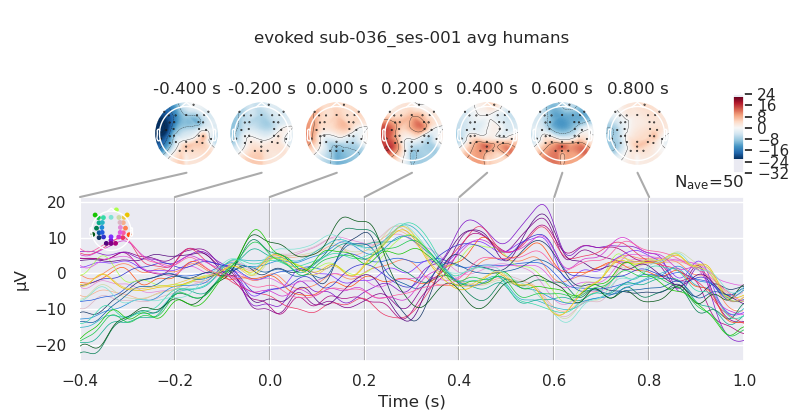 evoked sub-036_ses-001 avg humans
-0.400 s -0.200 s 0.000 s 0.200 s 0.400 s 0.600 s 0.800 s
24
16
8
0
−8
−16
−24
−32
Nave=50
20
10
0
−10
−20
µV
−0.4 −0.2 0.0 0.2 0.4 0.6 0.8 1.0
Time (s)